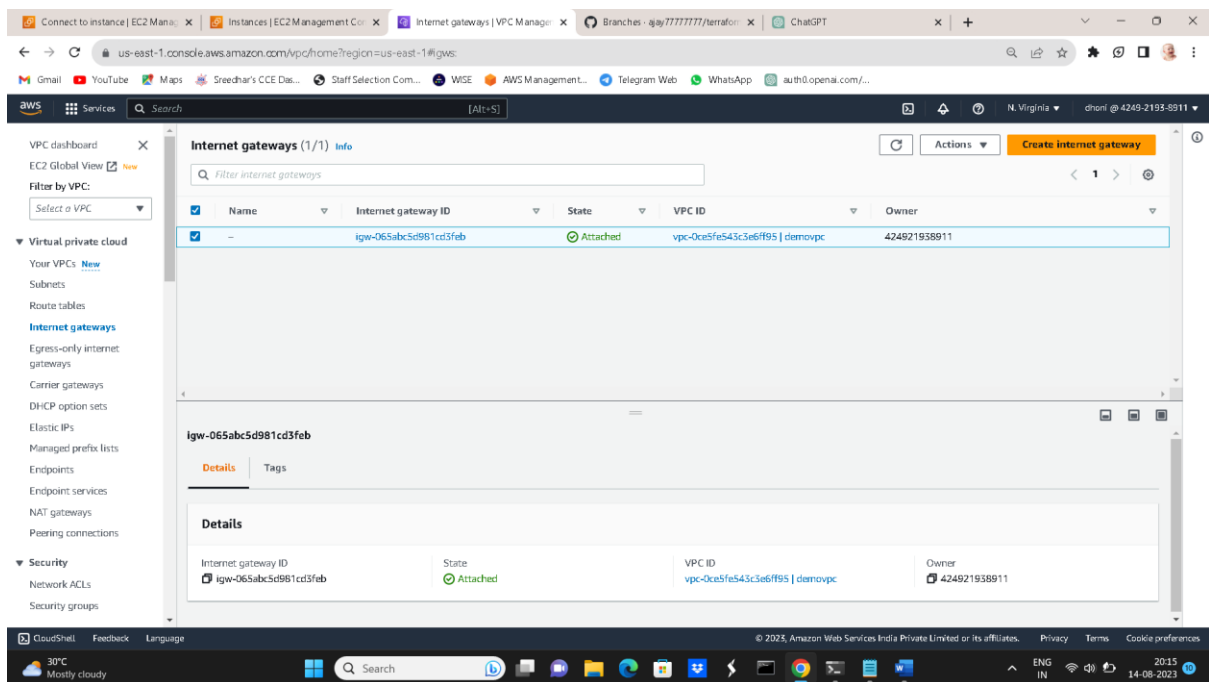 Connect to instance | EC2 Manag
Instances | EC2 Management Con
Internet gateways | VPC Manage
Branches · ajay77777777/terraform
ChatGPT
us-east-1.console.aws.amazon.com/vpc/home?region=us-east-1#igws:
Gmail YouTube Maps Sreedhar's CCE Das... Staff Selection Com... WISE AWS Management... Telegram Web WhatsApp auth0.openai.com/...
aws Services Search [Alt+S] N. Virginia dhoni @ 4249-2193-8911
VPC dashboard
EC2 Global View New
Filter by VPC:
Select a VPC
Virtual private cloud
Your VPCs New
Subnets
Route tables
Internet gateways
Egress-only internet
gateways
Carrier gateways
DHCP option sets
Elastic IPs
Managed prefix lists
Endpoints
Endpoint services
NAT gateways
Peering connections
Security
Network ACLs
Security groups
Internet gateways (1/1) Info
Actions Create internet gateway
Filter internet gateways
1
Name Internet gateway ID State VPC ID Owner
– igw-065abc5d981cd3feb Attached vpc-0ce5fe543c3e6ff95 | demovpc 424921938911
igw-065abc5d981cd3feb
Details Tags
Details
Internet gateway ID State VPC ID Owner
igw-065abc5d981cd3feb Attached vpc-0ce5fe543c3e6ff95 | demovpc 424921938911
CloudShell Feedback Language © 2023, Amazon Web Services India Private Limited or its affiliates. Privacy Terms Cookie preferences
30°C
Mostly cloudy
Search
ENG
IN
20:15
14-08-2023
10